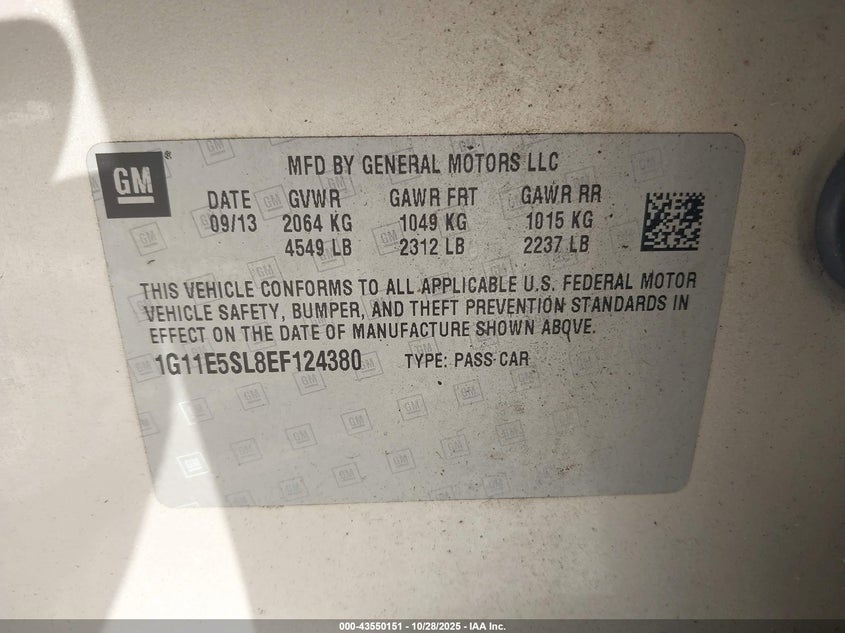 GM®
MFD BY GENERAL MOTORS LLC
DATE GVWR GAWR FRT GAWR RR
09/13 2064 KG 1049 KG 1015 KG
4549 LB 2312 LB 2237 LB
THIS VEHICLE CONFORMS TO ALL APPLICABLE U.S. FEDERAL MOTOR
VEHICLE SAFETY, BUMPER, AND THEFT PREVENTION STANDARDS IN
EFFECT ON THE DATE OF MANUFACTURE SHOWN ABOVE.
1G11E5SL8EF124380 TYPE: PASS CAR
000-43550151 | 10/28/2025 - IAA Inc.